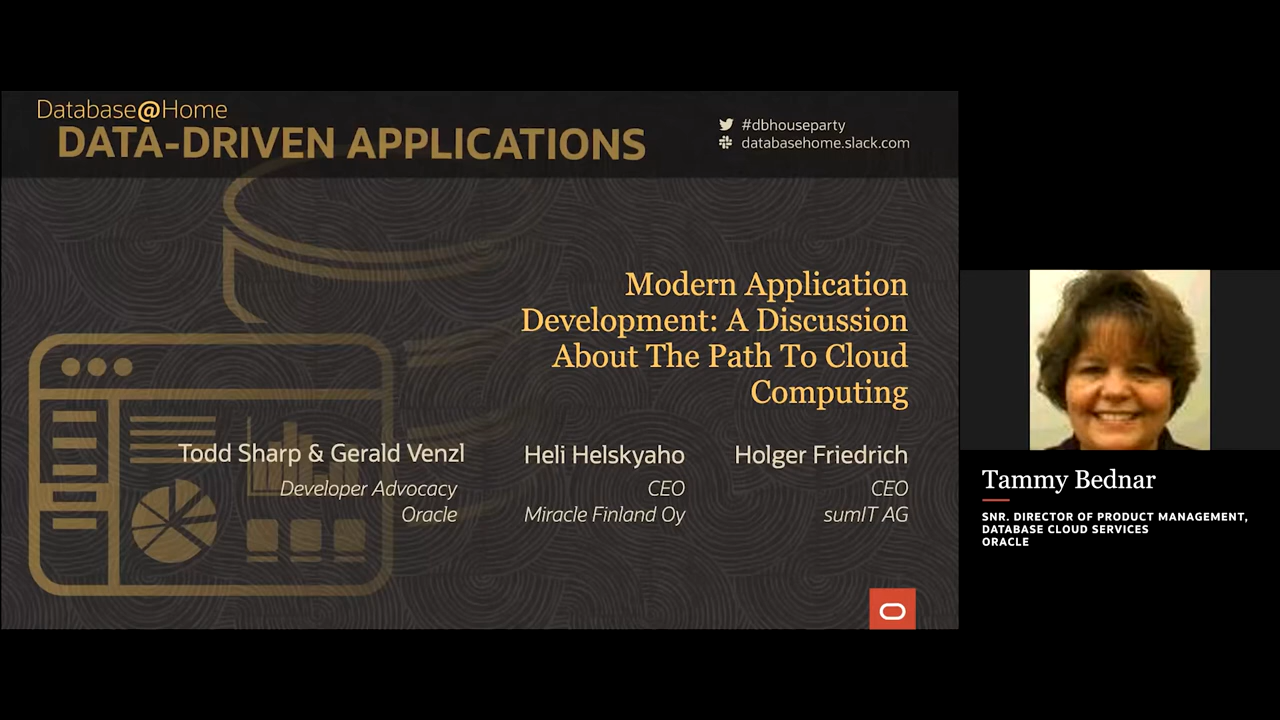 Database@Home
DATA-DRIVEN APPLICATIONS
#dbhouseparty
databasehome.slack.com
Modern Application
Development: A Discussion
About The Path To Cloud
Computing
Todd Sharp & Gerald Venzl
Developer Advocacy
Oracle
Heli Helskyaho
CEO
Miracle Finland Oy
Holger Friedrich
CEO
sumIT AG
Tammy Bednar
SNR. DIRECTOR OF PRODUCT MANAGEMENT,
DATABASE CLOUD SERVICES
ORACLE